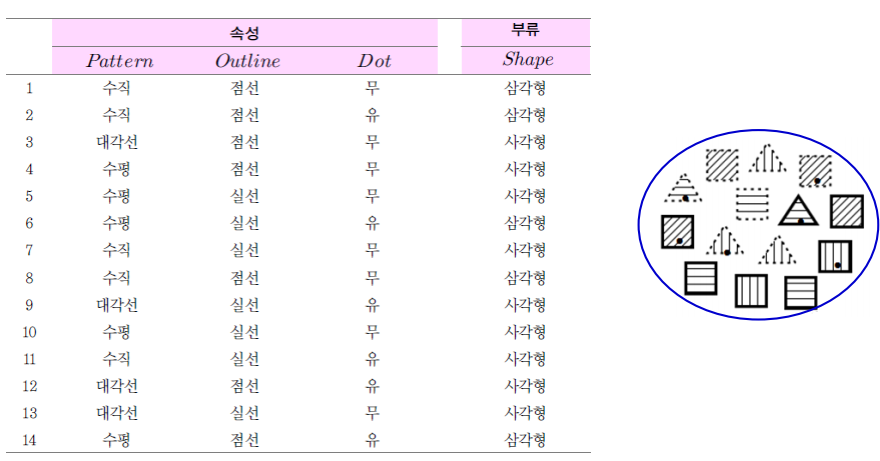 속성 부류
Pattern Outline Dot Shape
1 수직 점선 무 삼각형
2 수직 점선 유 삼각형
3 대각선 점선 무 사각형
4 수평 점선 무 사각형
5 수평 실선 무 사각형
6 수평 실선 유 삼각형
7 수직 실선 무 사각형
8 수직 점선 무 삼각형
9 대각선 실선 유 사각형
10 수평 실선 무 사각형
11 수직 실선 유 사각형
12 대각선 점선 유 사각형
13 대각선 실선 무 사각형
14 수평 점선 유 삼각형